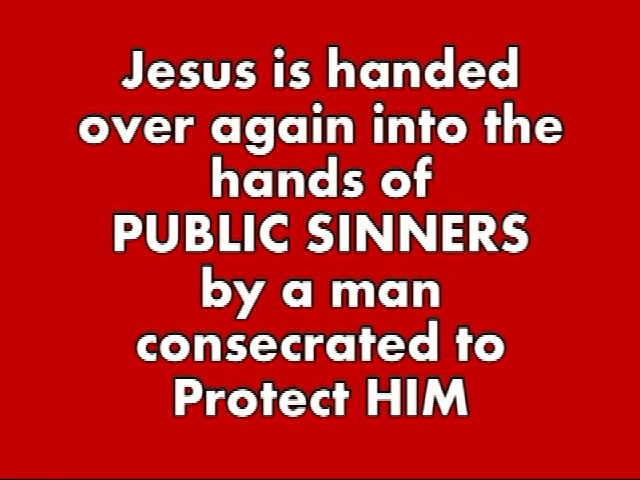 Jesus is handed
over again into the
hands of
PUBLIC SINNERS
by a man
consecrated to
Protect HIM